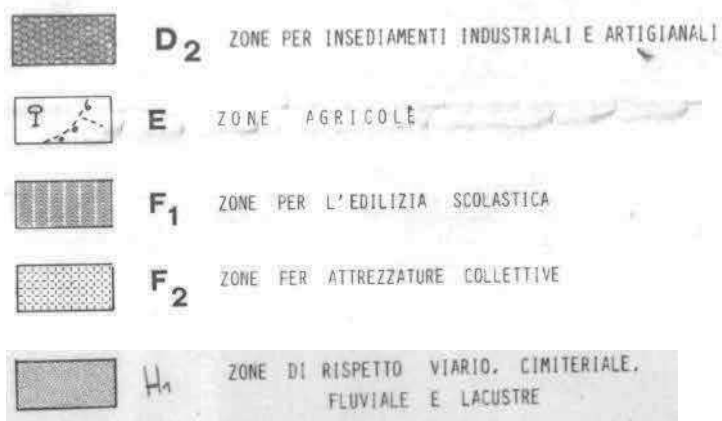 D2 ZONE PER INSEDIAMENTI INDUSTRIALI E ARTIGIANALI
E ZONE AGRICOLE
F1 ZONE PER L'EDILIZIA SCOLASTICA
F2 ZONE FER ATTREZZATURE COLLETTIVE
H1 ZONE DI RISPETTO VIARIO, CIMITERIALE,
FLUVIALE E LACUSTRE